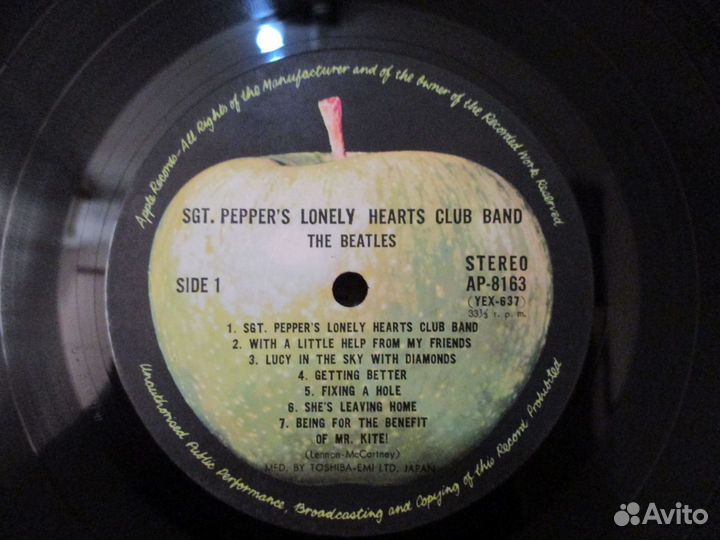 Apple Records-All Rights of the Manufacturer and of the Owner of the Recorded Work Reserved
SGT. PEPPER'S LONELY HEARTS CLUB BAND
THE BEATLES
SIDE 1
STEREO
AP-8163
(YEX-637)
33⅓ r. p. m.
1. SGT. PEPPER'S LONELY HEARTS CLUB BAND
2. WITH A LITTLE HELP FROM MY FRIENDS
3. LUCY IN THE SKY WITH DIAMONDS
4. GETTING BETTER
5. FIXING A HOLE
6. SHE'S LEAVING HOME
7. BEING FOR THE BENEFIT
OF MR. KITE!
(Lennon-McCartney)
MFD. BY TOSHIBA-EMI LTD, JAPAN
Unauthorised Public Performance, Broadcasting and Copying of this Record Prohibited
Avito